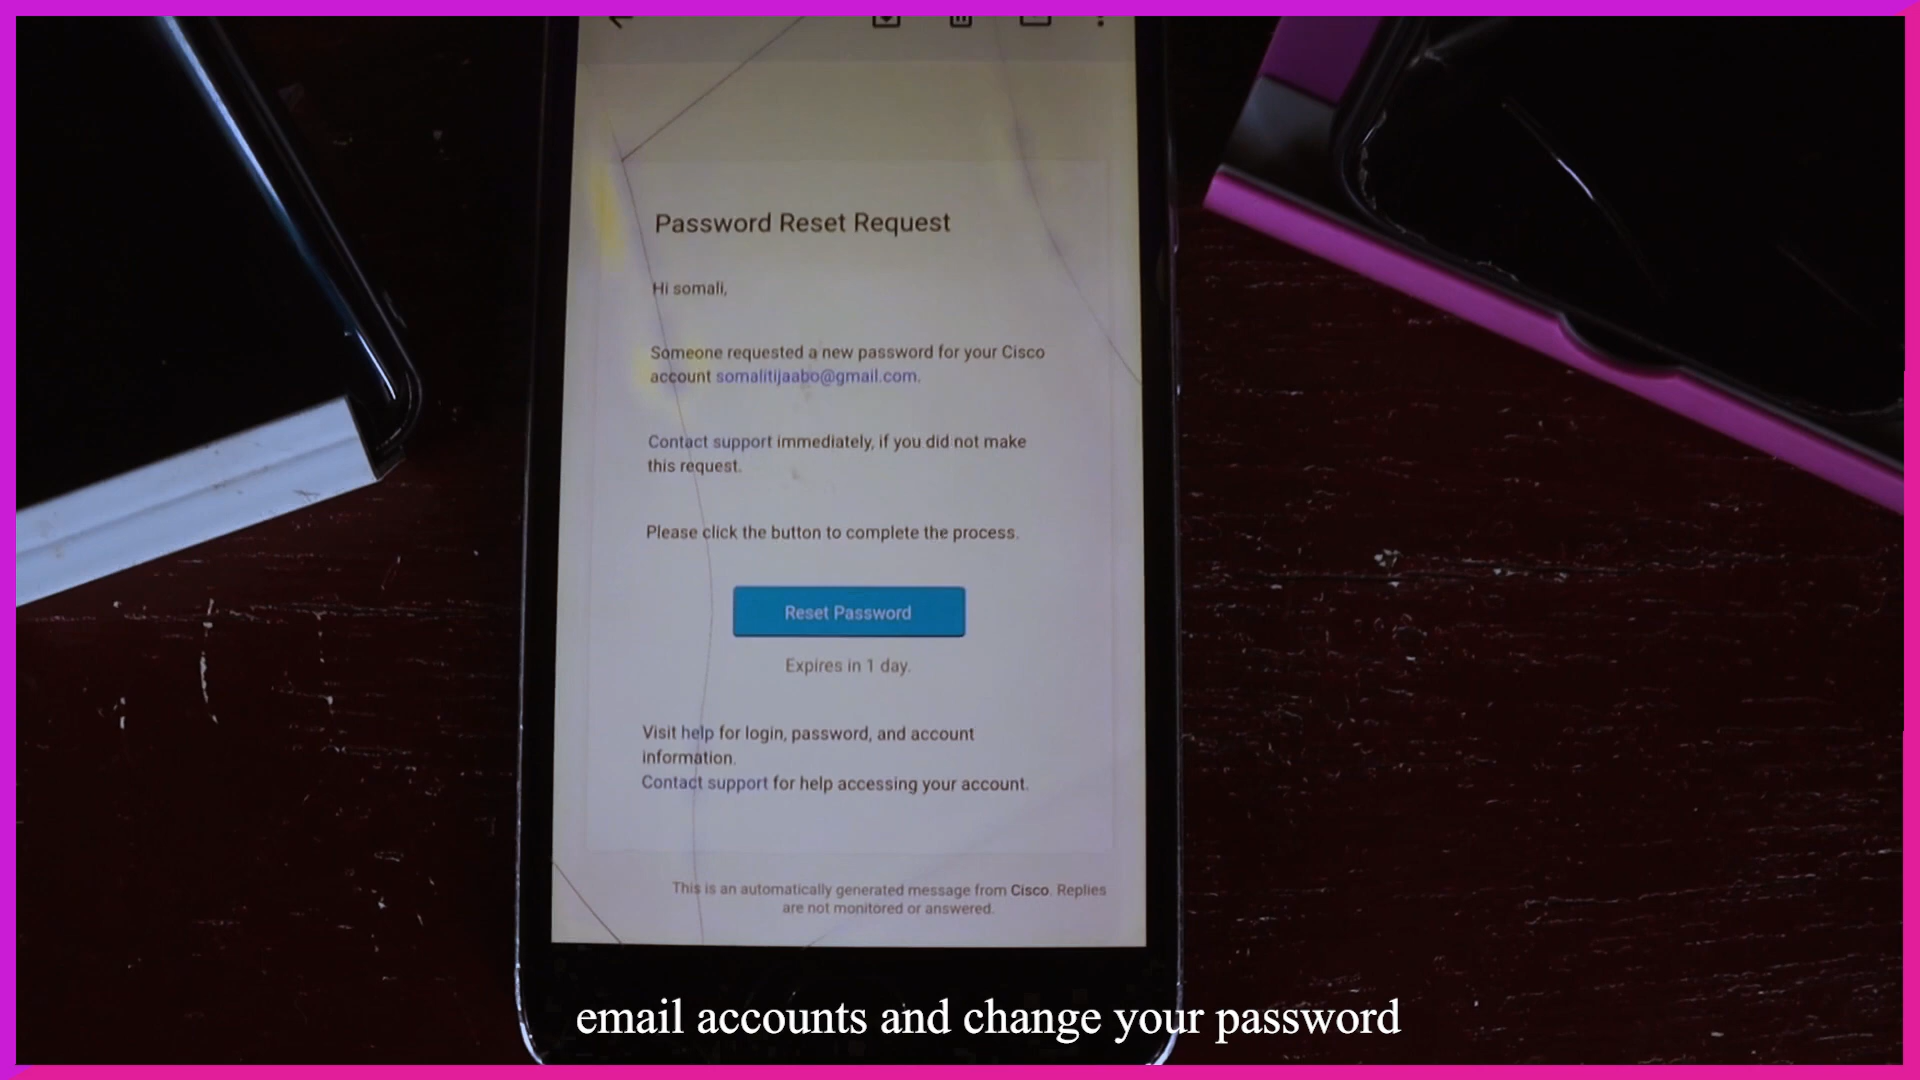 Password Reset Request
Hi somali,
Someone requested a new password for your Cisco
account somalitijaabo@gmail.com.
Contact support immediately, if you did not make
this request.
Please click the button to complete the process.
Reset Password
Expires in 1 day.
Visit help for login, password, and account
information.
Contact support for help accessing your account.
This is an automatically generated message from Cisco. Replies
are not monitored or answered.
email accounts and change your password